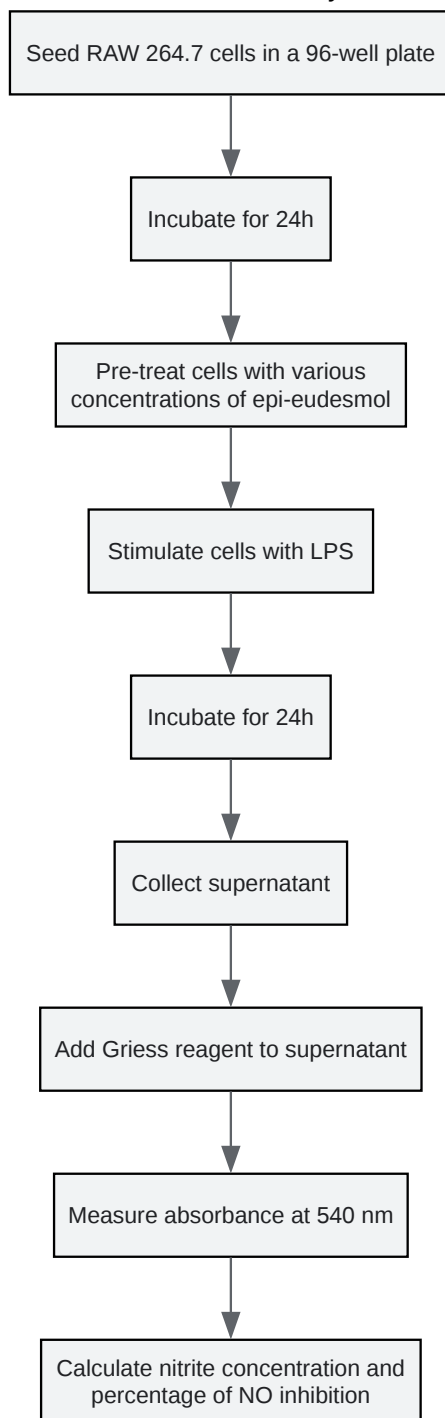 Seed RAW 264.7 cells in a 96-well plate
Incubate for 24h
Pre-treat cells with various
concentrations of epi-eudesmol
Stimulate cells with LPS
Incubate for 24h
Collect supernatant
Add Griess reagent to supernatant
Measure absorbance at 540 nm
Calculate nitrite concentration and
percentage of NO inhibition